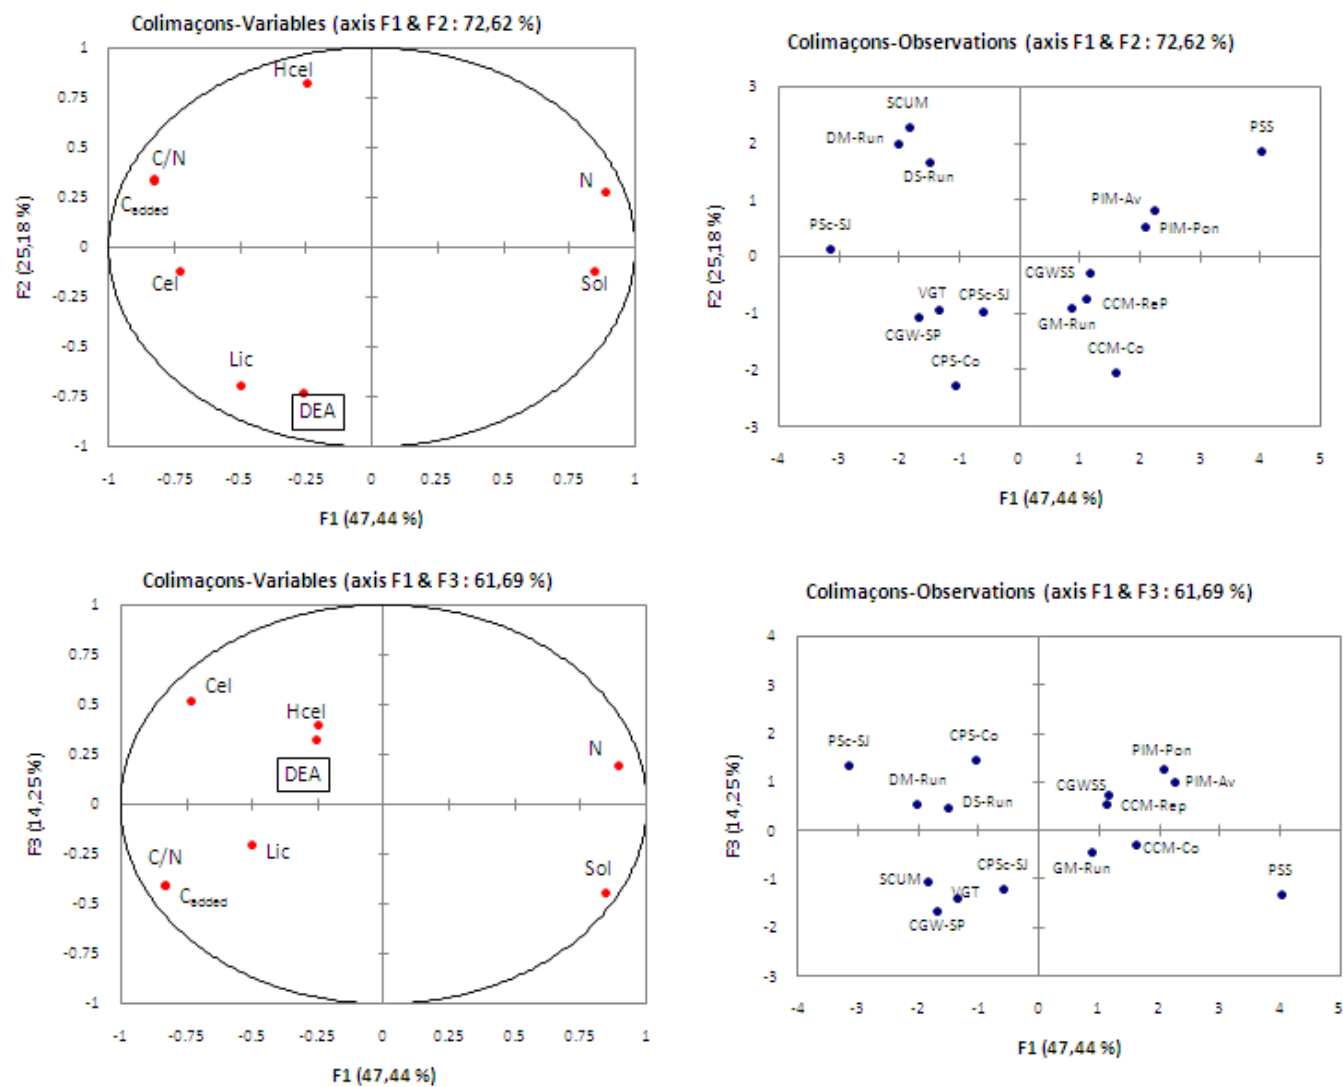 Colimaçons-Variables (axis F1 & F2 : 72,62 %)
1
0.75
0.5
0.25
0
-0.25
-0.5
-0.75
-1
F2 (25,18 %)
Hcel
C/N
N
Cadded
Cel
Sol
Lic
DEA
-1 -0.75 -0.5 -0.25 0 0.25 0.5 0.75 1
F1 (47,44 %)
Colimaçons-Observations (axis F1 & F2 : 72,62 %)
3
2
1
0
-1
-2
-3
F2 (25,18 %)
SCUM
PSS
DM-Run
DS-Run
PIM-Av
PSc-SJ
PIM-Pon
CGWSS
VGT
CPSc-SJ
CCM-ReP
GM-Run
CGW-SP
CCM-Co
CPS-Co
-4 -3 -2 -1 0 1 2 3 4 5
F1 (47,44 %)
Colimaçons-Variables (axis F1 & F3 : 61,69 %)
1
0.75
0.5
0.25
0
-0.25
-0.5
-0.75
-1
F3 (14,25%)
Cel
Hcel
N
DEA
C/N
Lic
Sol
Cadded
-1 -0.75 -0.5 -0.25 0 0.25 0.5 0.75 1
F1 (47,44 %)
Colimaçons-Observations (axis F1 & F3 : 61,69 %)
4
3
2
1
0
-1
-2
-3
F3 (14,25%)
PSc-SJ
CPS-Co
PIM-Pon
DM-Run
PIM-Av
CGWSS
DS-Run
CCM-Rep
CCM-Co
CPSc-SJ
GM-Run
PSS
SCUM
VGT
CGW-SP
-4 -3 -2 -1 0 1 2 3 4 5
F1 (47,44 %)